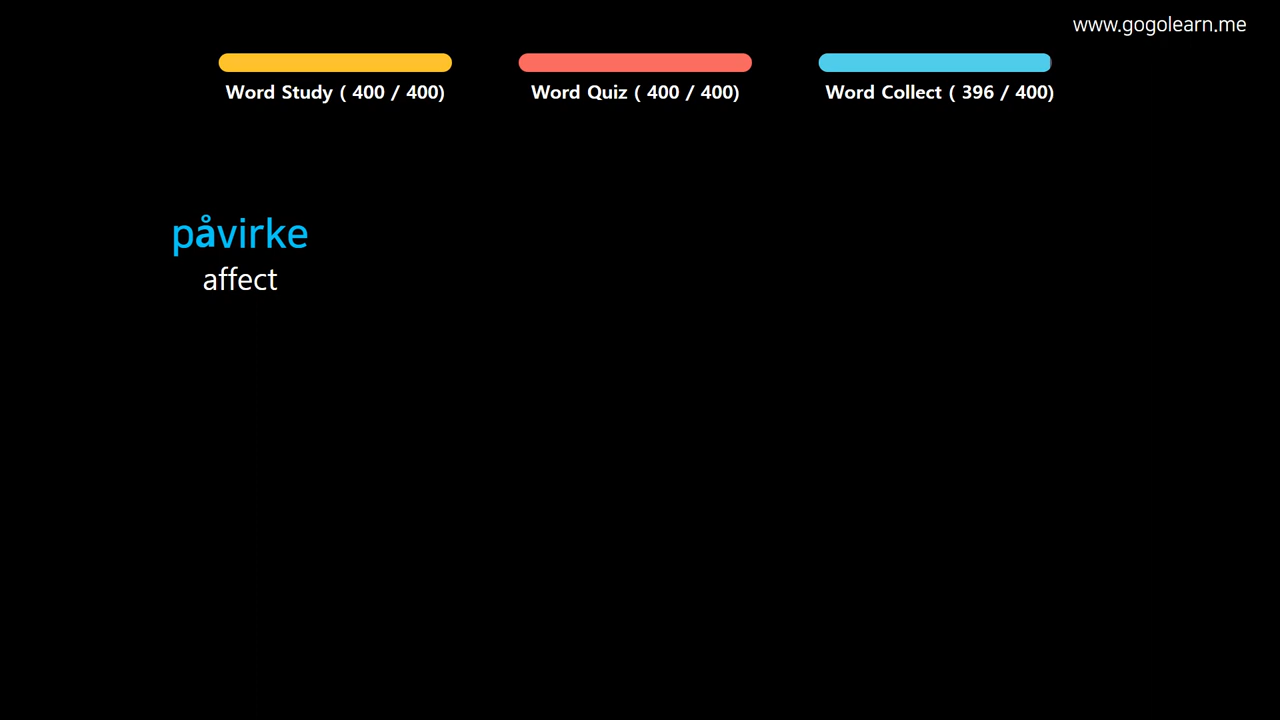 www.gogolearn.me
Word Study ( 400 / 400)
Word Quiz ( 400 / 400)
Word Collect ( 396 / 400)
påvirke
affect